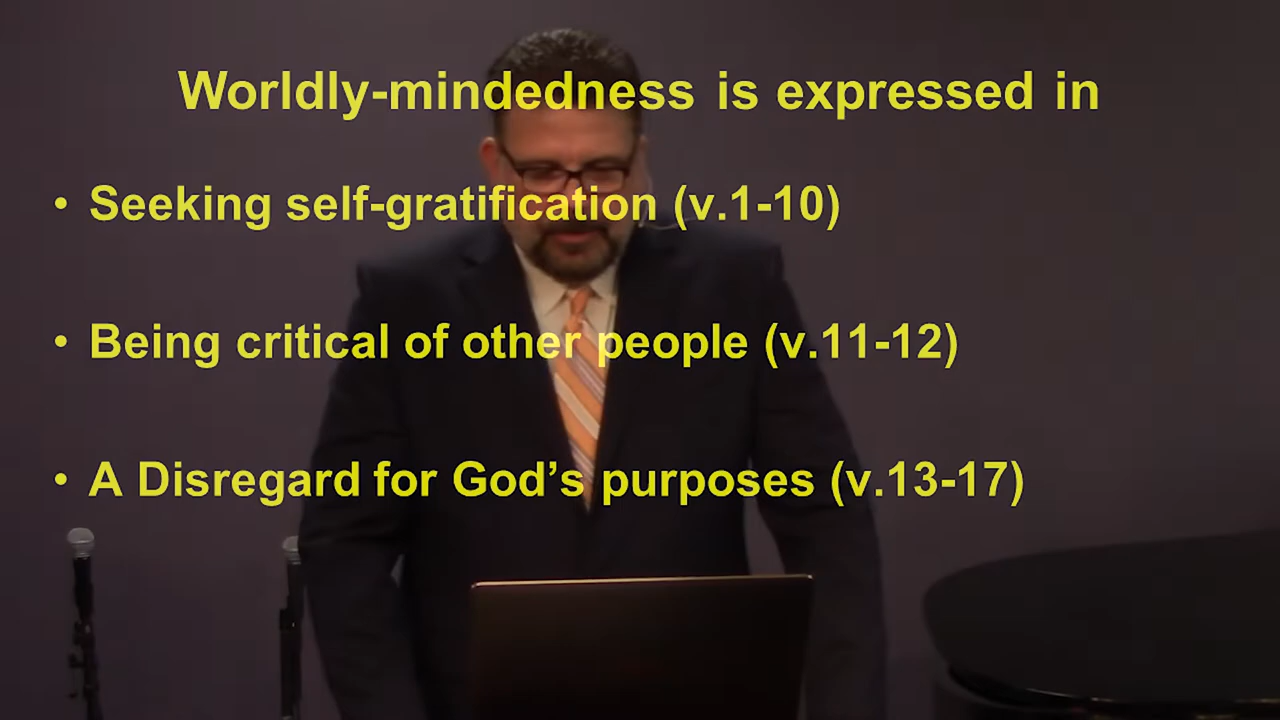 Worldly-mindedness is expressed in
• Seeking self-gratification (v.1-10)
• Being critical of other people (v.11-12)
• A Disregard for God’s purposes (v.13-17)